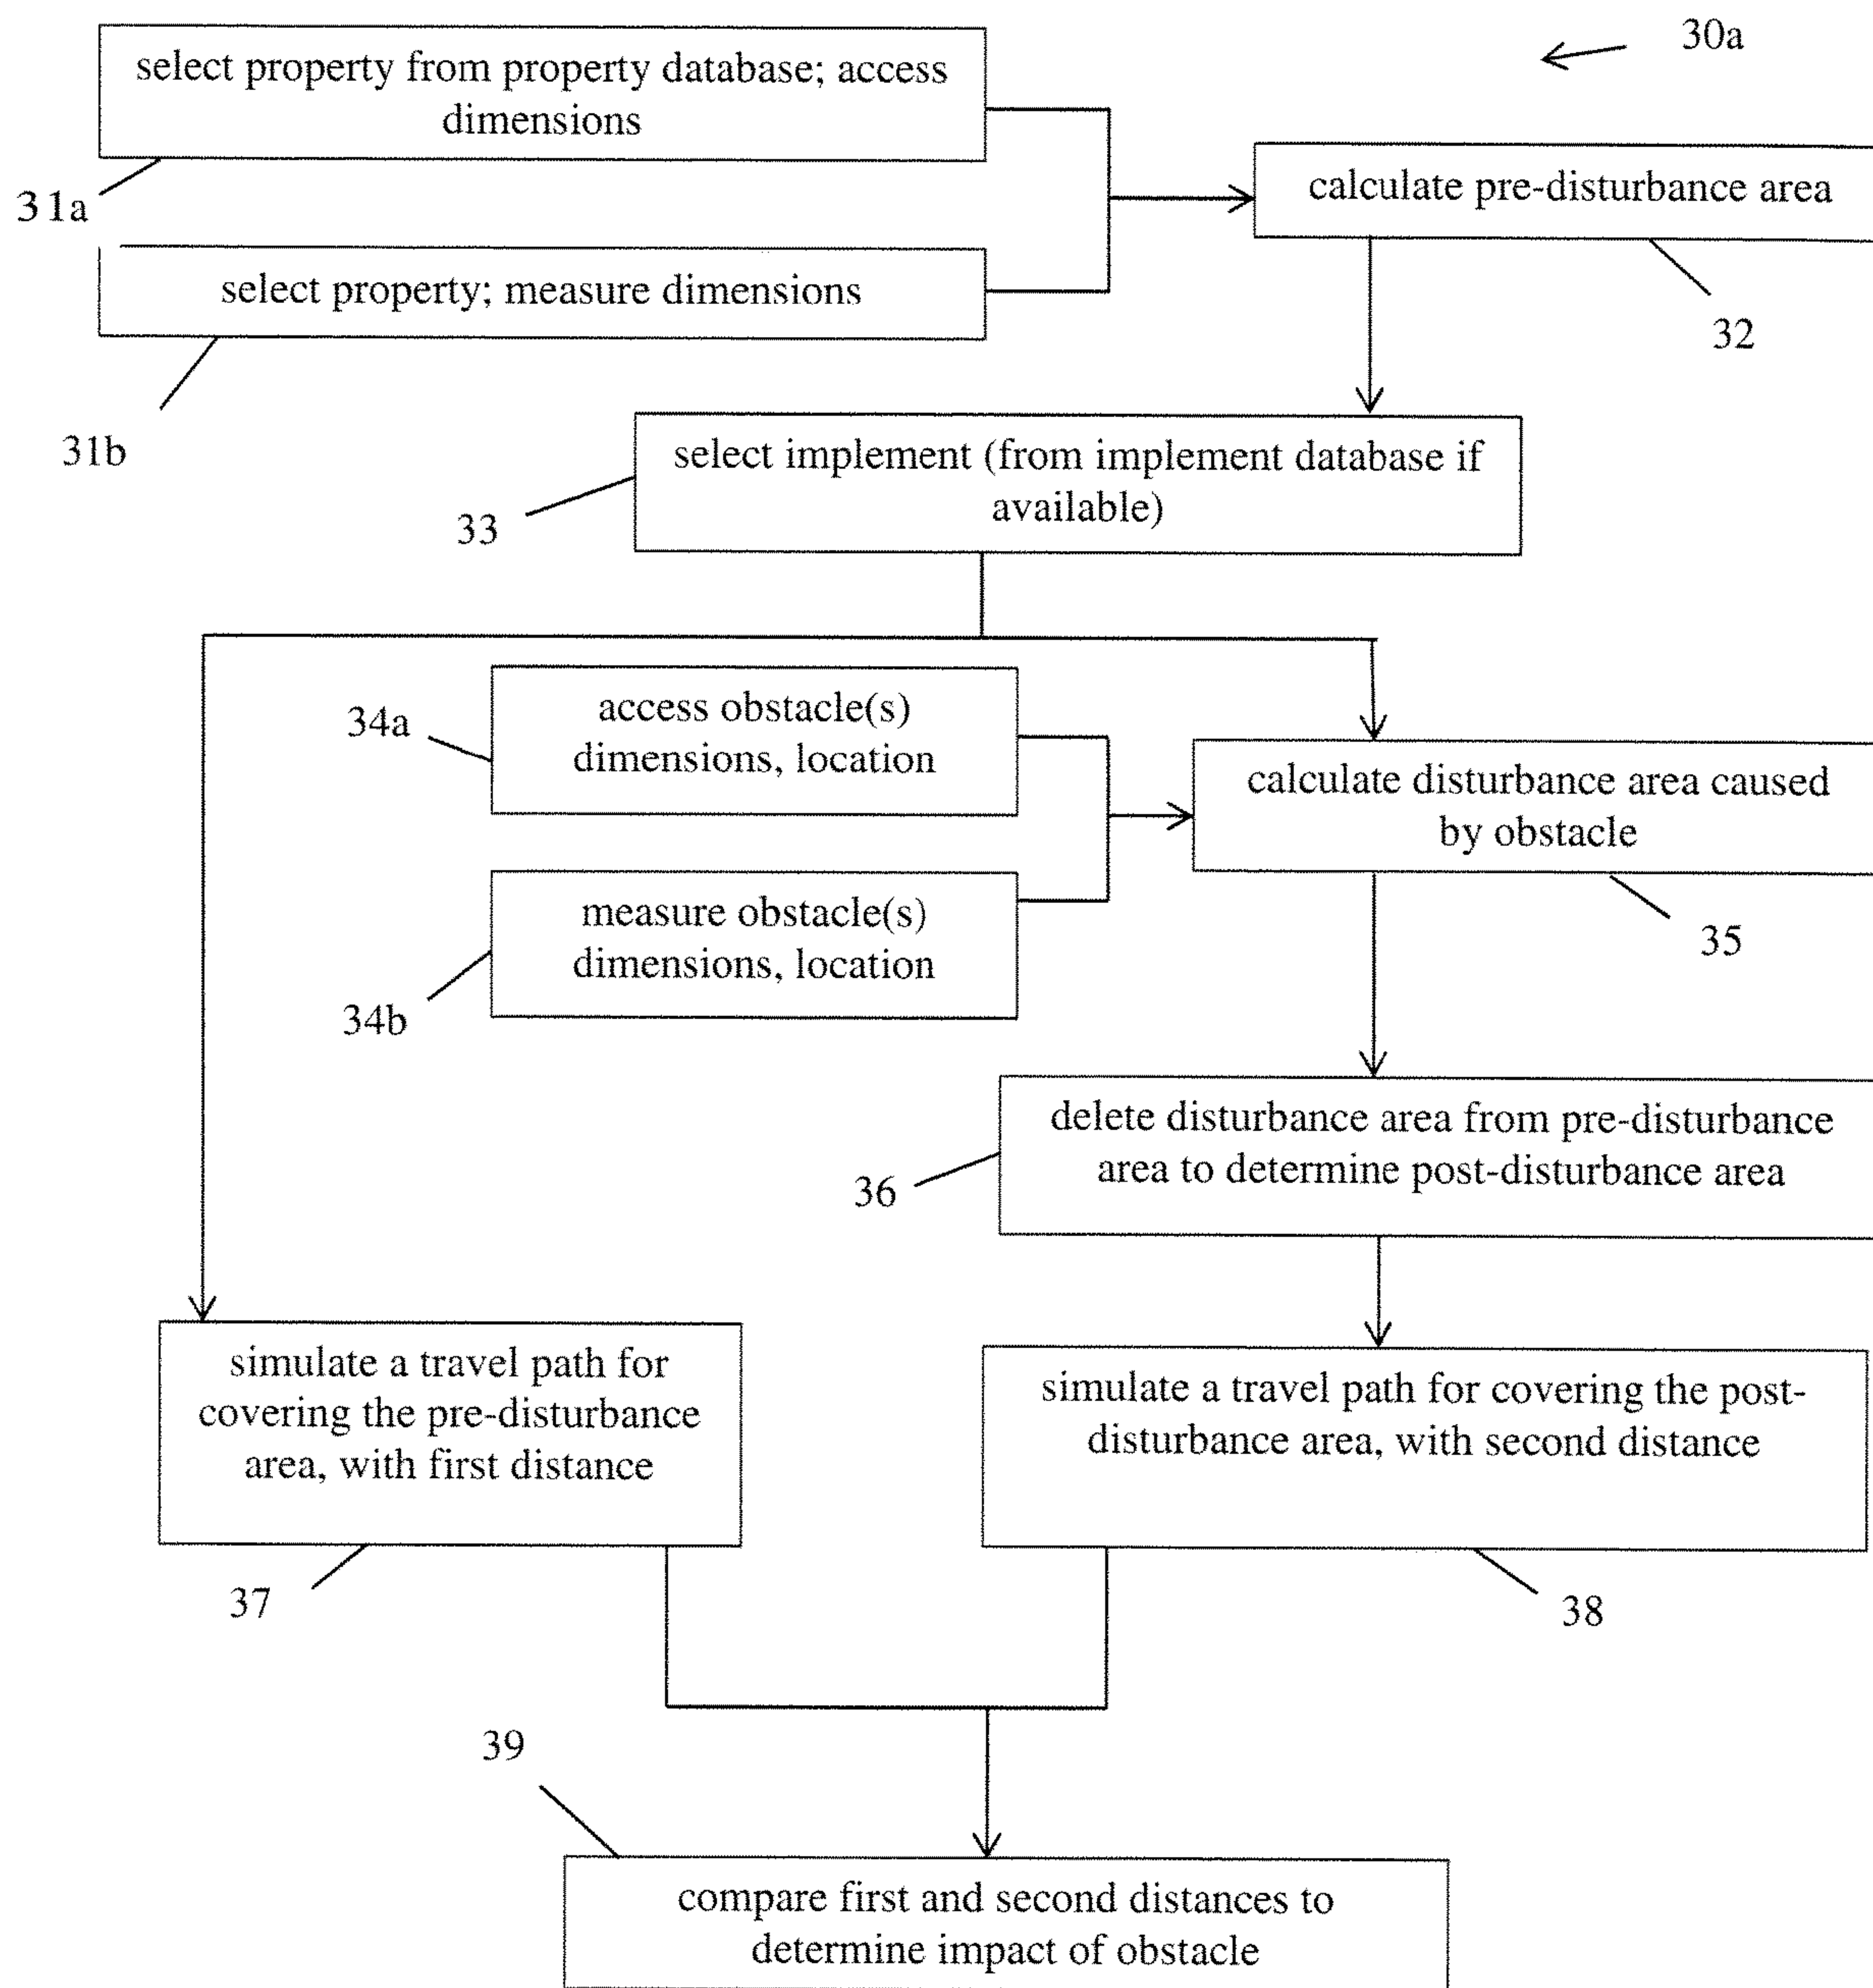 30a
select property from property database; access
dimensions
31a
calculate pre-disturbance area
select property; measure dimensions
32
31b
select implement (from implement database if
available)
33
access obstacle(s)
dimensions, location
34a
calculate disturbance area caused
by obstacle
measure obstacle(s)
dimensions, location
35
34b
delete disturbance area from pre-disturbance
area to determine post-disturbance area
36
simulate a travel path for
covering the pre-disturbance
area, with first distance
simulate a travel path for covering the post-
disturbance area, with second distance
37
38
39
compare first and second distances to
determine impact of obstacle